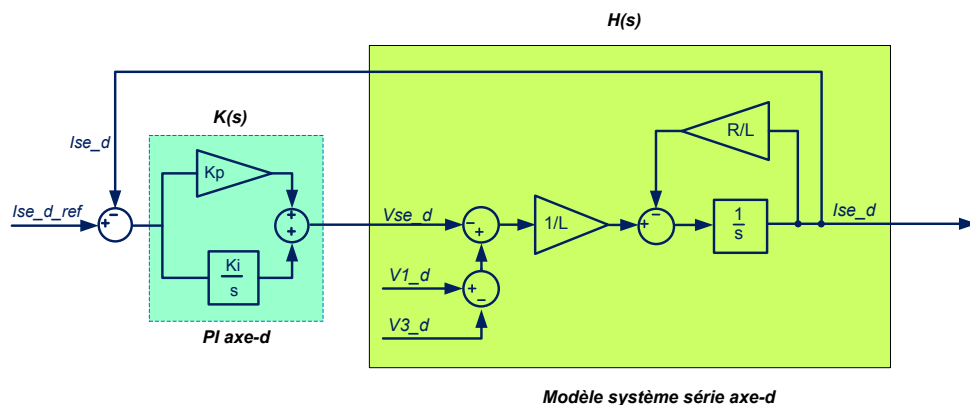 H(s)
K(s)
Ise_d
R/L
Kp
+
-
Ise_d_ref
+
+
Vse_d
-
+
1/L
+
-
1
s
Ise_d
Ki
s
V1_d
+
-
V3_d
PI axe-d
Modèle système série axe-d